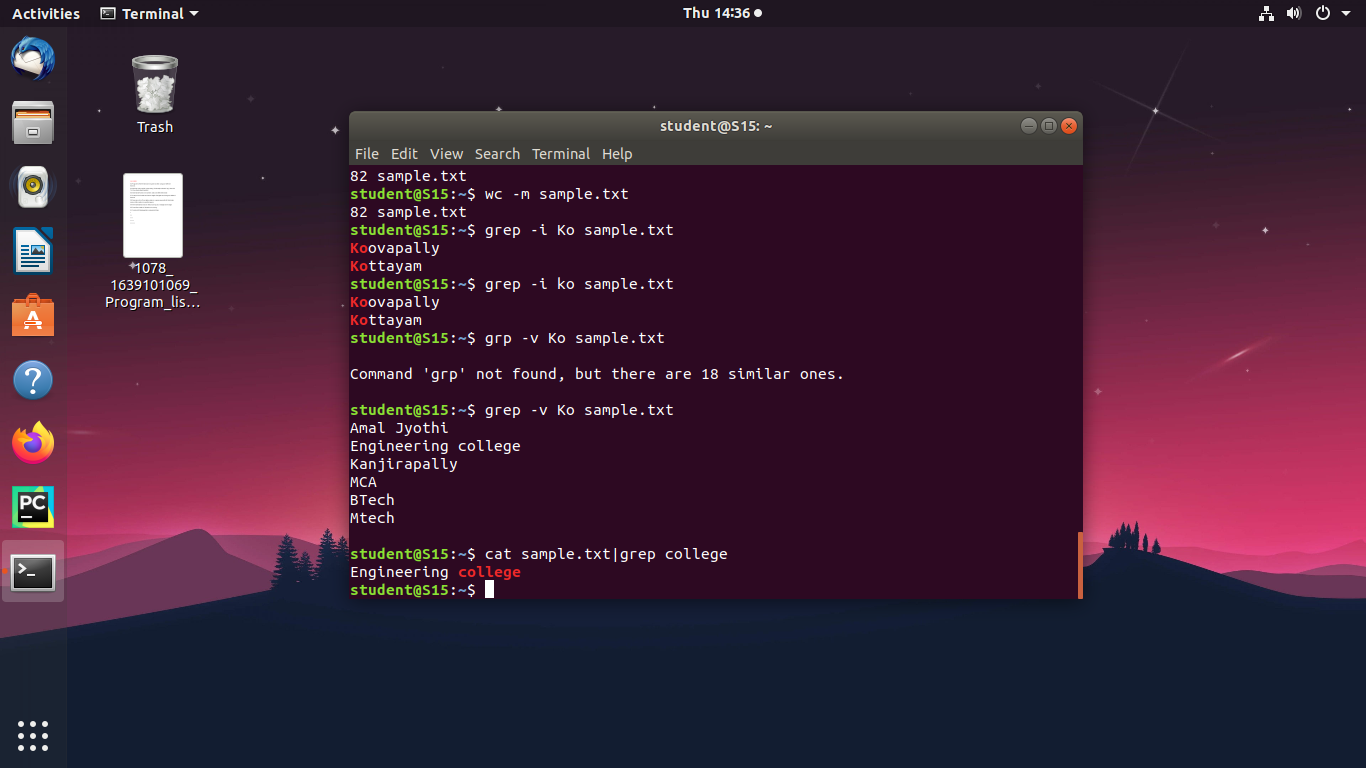 Activities
Terminal
Thu 14:36
Trash
1078_
1639101069_
Program_lis...
student@S15: ~
File Edit View Search Terminal Help
82 sample.txt
student@S15:~$ wc -m sample.txt
82 sample.txt
student@S15:~$ grep -i Ko sample.txt
Koovapally
Kottayam
student@S15:~$ grep -i ko sample.txt
Koovapally
Kottayam
student@S15:~$ grp -v Ko sample.txt
Command 'grp' not found, but there are 18 similar ones.
student@S15:~$ grep -v Ko sample.txt
Amal Jyothi
Engineering college
Kanjirapally
MCA
BTech
Mtech
student@S15:~$ cat sample.txt|grep college
Engineering college
student@S15:~$
PC